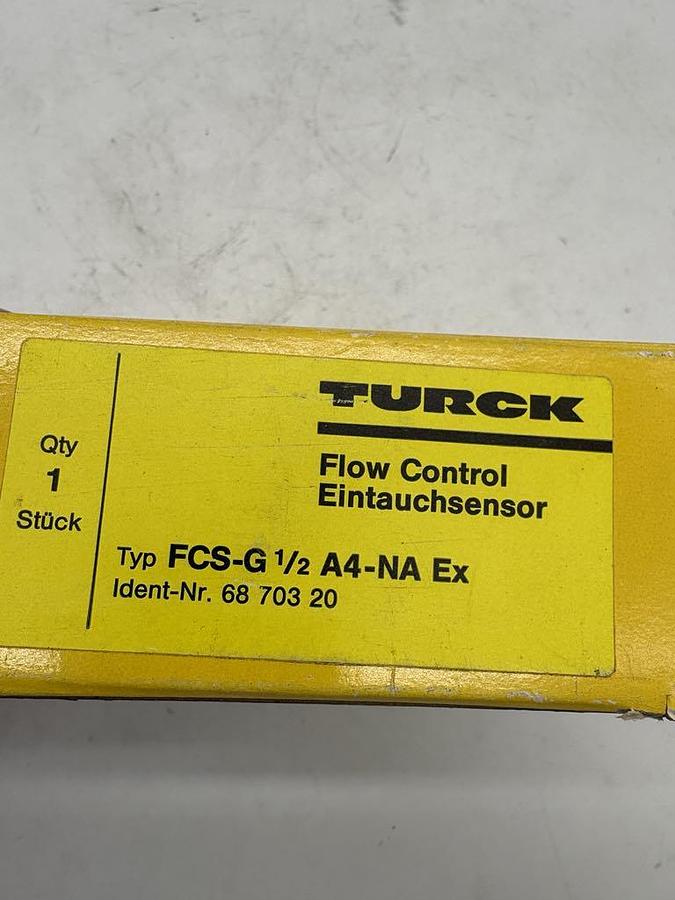 Qty
1
Stück
TURCK
Flow Control
Eintauchsensor
Typ FCS-G 1/2 A4-NA Ex
Ident-Nr. 68 703 20